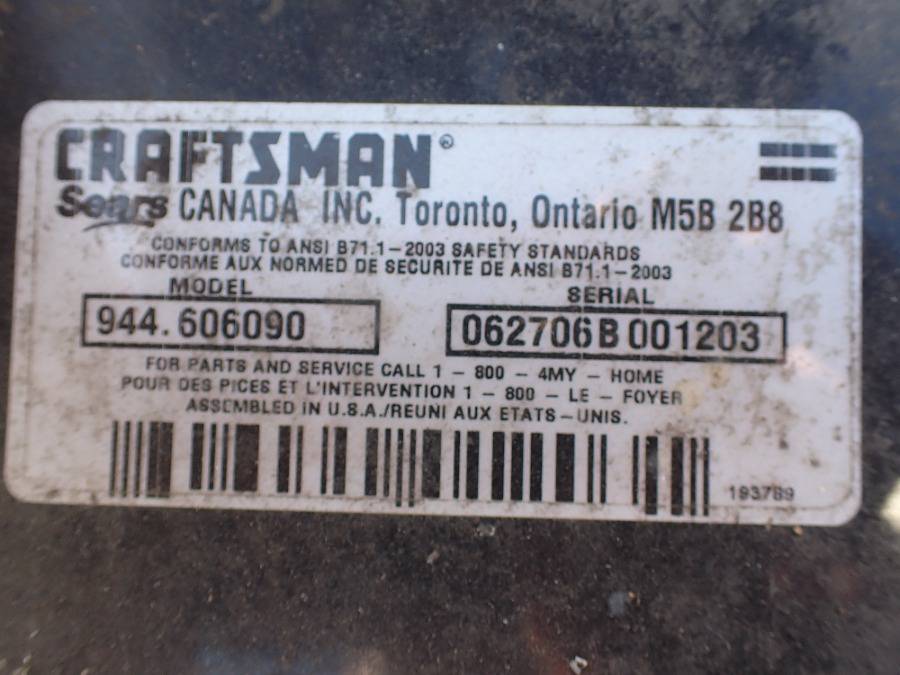 CRAFTSMAN®
Sears CANADA INC. Toronto, Ontario M5B 2B8
CONFORMS TO ANSI B71.1-2003 SAFETY STANDARDS
CONFORME AUX NORMED DE SECURITE DE ANSI B71.1-2003
MODEL SERIAL
944.606090 062706B 001203
FOR PARTS AND SERVICE CALL 1 - 800 - 4MY - HOME
POUR DES PICES ET L'INTERVENTION 1 - 800 - LE - FOYER
ASSEMBLED IN U.S.A./REUNI AUX ETATS-UNIS.
193789